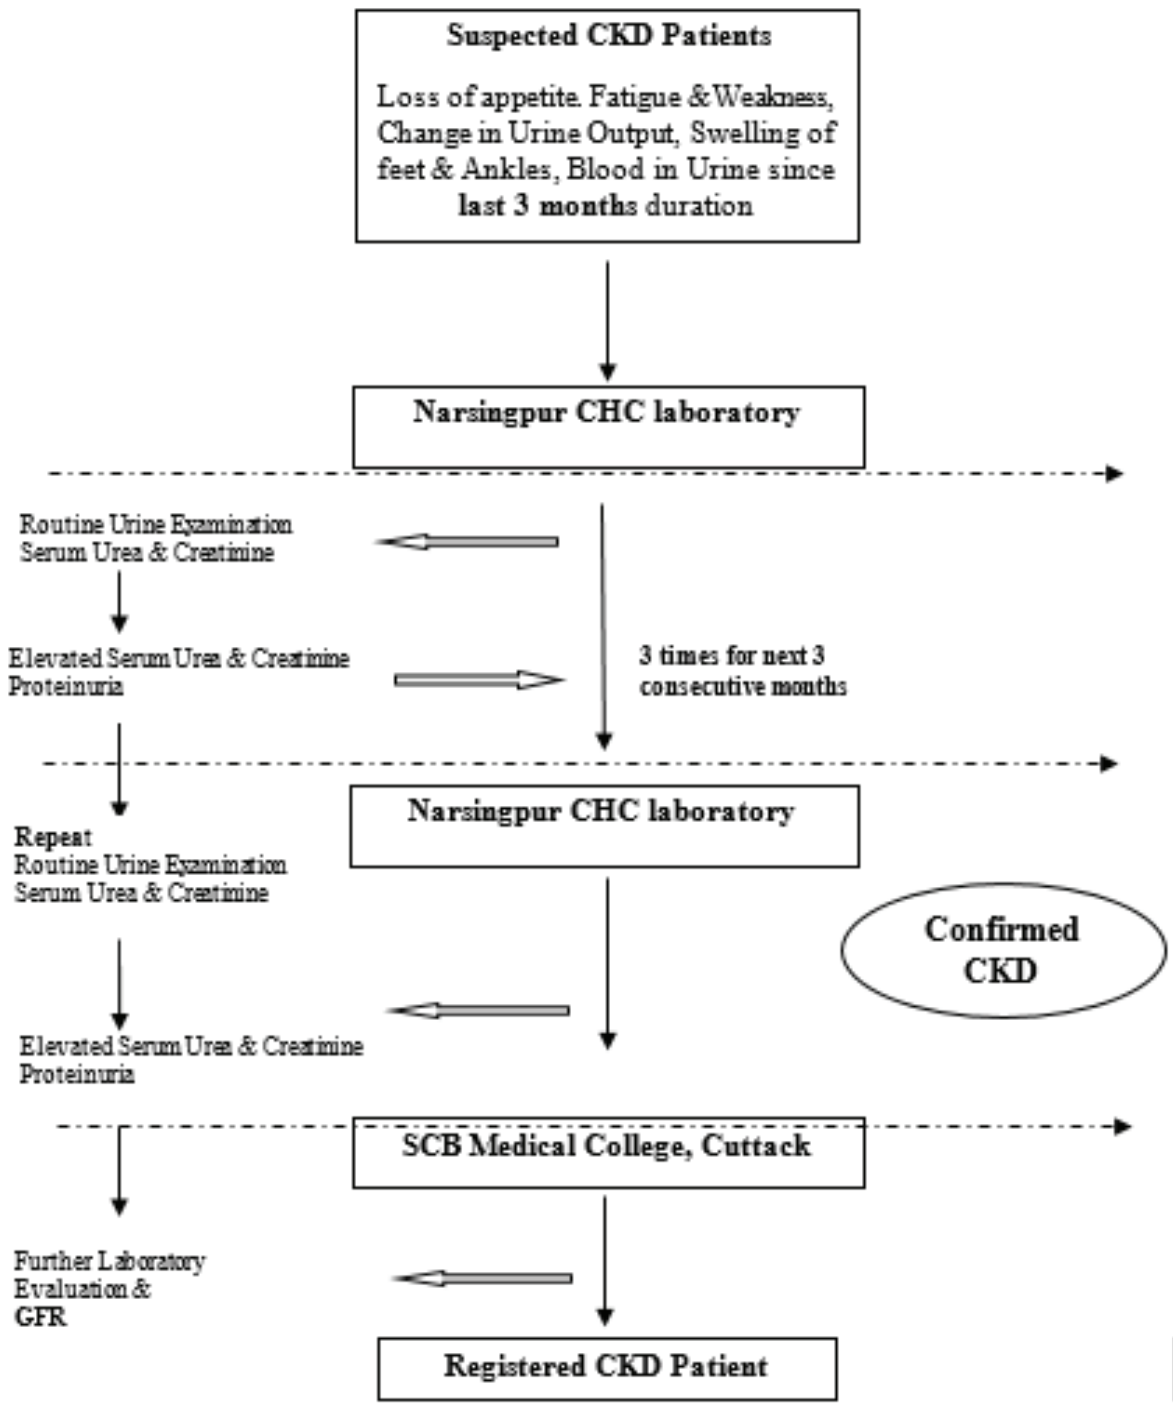 Suspected CKD Patients
Loss of appetite. Fatigue & Weakness,
Change in Urine Output, Swelling of
feet & Ankles, Blood in Urine since
last 3 months duration
Narsingpur CHC laboratory
Routine Urine Examination
Serum Urea & Creatinine
Elevated Serum Urea & Creatinine
Proteinuria
3 times for next 3
consecutive months
Narsingpur CHC laboratory
Repeat
Routine Urine Examination
Serum Urea & Creatinine
Confirmed
CKD
Elevated Serum Urea & Creatinine
Proteinuria
SCB Medical College, Cuttack
Further Laboratory
Evaluation &
GFR
Registered CKD Patient